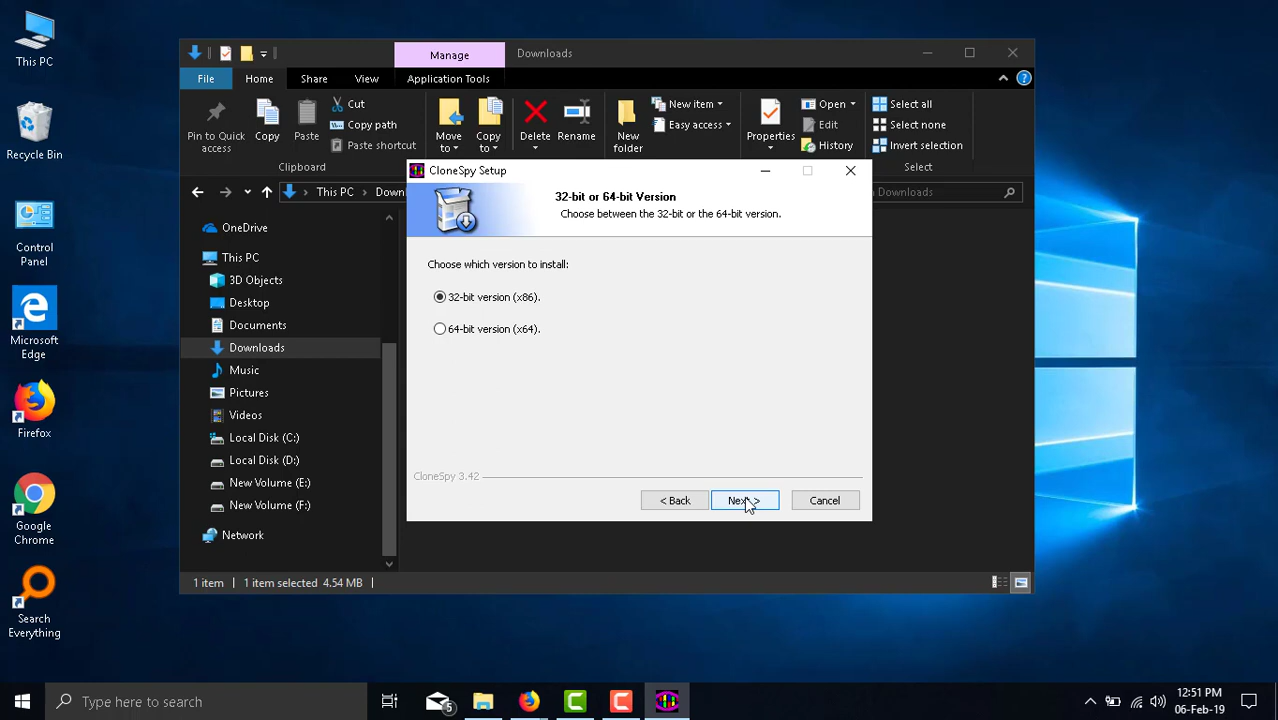 This PC
Recycle Bin
Control
Panel
Microsoft
Edge
Firefox
Google
Chrome
Search
Everything
Manage
Downloads
File
Home
Share
View
Application Tools
Pin to Quick
access
Copy
Paste
Cut
Copy path
Paste shortcut
Clipboard
Move
to
Copy
to
Delete
Rename
New
folder
New item
Easy access
Properties
Open
Edit
History
Select all
Select none
Invert selection
Select
This PC
Downloads
OneDrive
This PC
3D Objects
Desktop
Documents
Downloads
Music
Pictures
Videos
Local Disk (C:)
Local Disk (D:)
New Volume (E:)
New Volume (F:)
Network
1 item
1 item selected 4.54 MB
CloneSpy Setup
32-bit or 64-bit Version
Choose between the 32-bit or the 64-bit version.
Choose which version to install:
32-bit version (x86).
64-bit version (x64).
CloneSpy 3.42
< Back
Next >
Cancel
Type here to search
5
12:51 PM
06-Feb-19